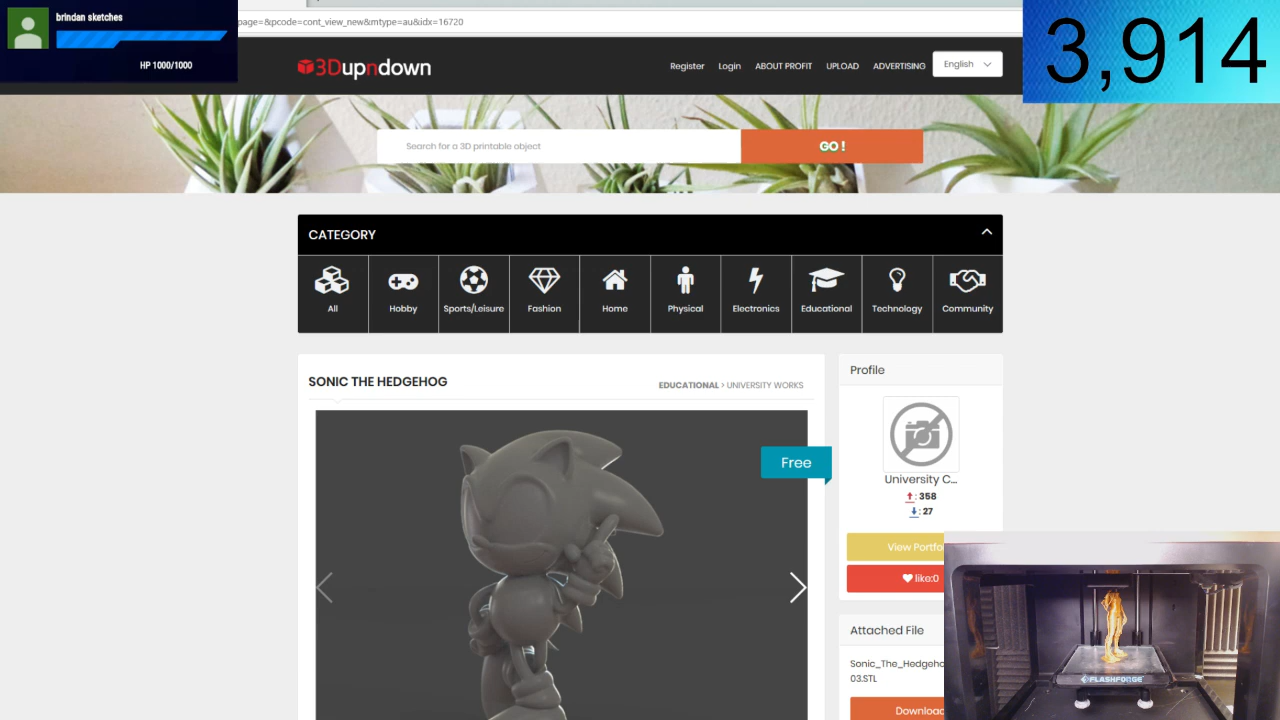 brindan sketches
HP 1000/1000
page=&pcode=cont_view_new&mtype=au&idx=16720
3,914
3Dupndown
Register Login ABOUT PROFIT UPLOAD ADVERTISING English
Search for a 3D printable object GO !
CATEGORY
All Hobby Sports/Leisure Fashion Home Physical Electronics Educational Technology Community
SONIC THE HEDGEHOG EDUCATIONAL > UNIVERSITY WORKS
Free
Profile
University C...
: 358
: 27
View Portfo
like:0
Attached File
Sonic_The_Hedgeho
03.STL
Download
FLASHFORGE